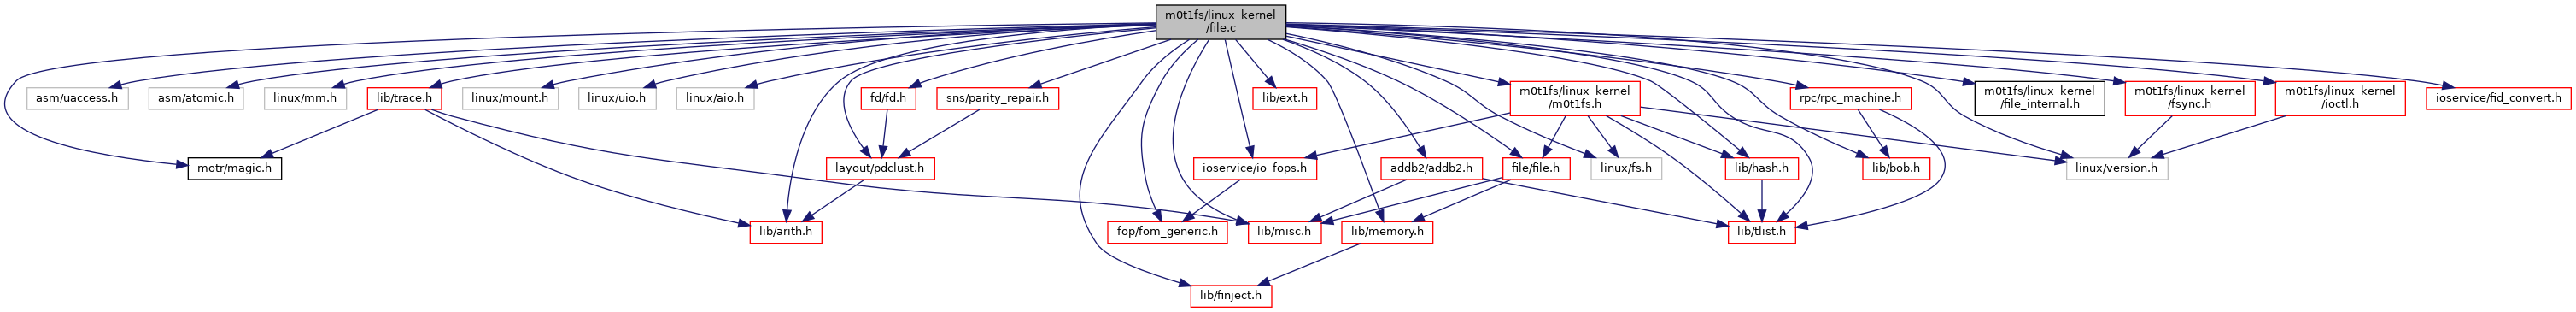 m0t1fs/linux_kernel
/file.c
asm/uaccess.h
asm/atomic.h
linux/mm.h
lib/trace.h
linux/mount.h
linux/uio.h
linux/aio.h
fd/fd.h
sns/parity_repair.h
lib/ext.h
m0t1fs/linux_kernel
/m0t1fs.h
rpc/rpc_machine.h
m0t1fs/linux_kernel
/file_internal.h
m0t1fs/linux_kernel
/fsync.h
m0t1fs/linux_kernel
/ioctl.h
ioservice/fid_convert.h
motr/magic.h
layout/pdclust.h
ioservice/io_fops.h
addb2/addb2.h
file/file.h
linux/fs.h
lib/hash.h
lib/bob.h
linux/version.h
lib/arith.h
fop/fom_generic.h
lib/misc.h
lib/memory.h
lib/tlist.h
lib/finject.h